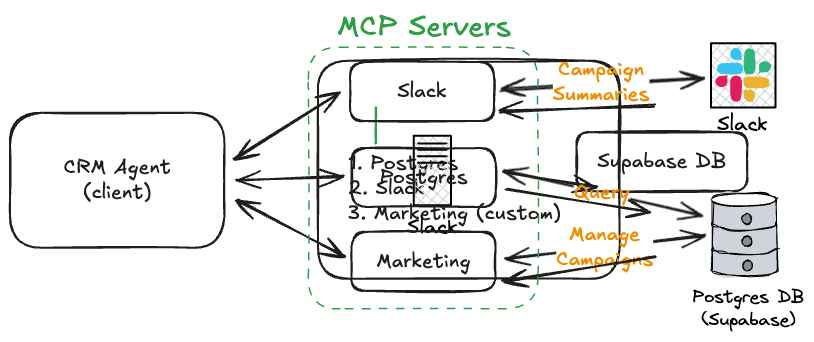 MCP Servers
Slack
Campaign
Summaries
Slack
CRM Agent
(client)
1. Postgres
Postgres
2. Slack
3. Marketing (custom)
Slack
Supabase DB
Query
Marketing
Manage
Campaigns
Postgres DB
(Supabase)